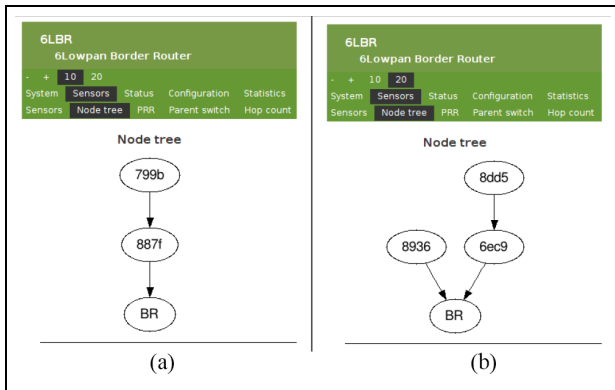 6LBR
6Lowpan Border Router
- + 10 20
System Sensors Status Configuration Statistics
Sensors Node tree PRR Parent switch Hop count
Node tree
799b
887f
BR
(a)
6LBR
6Lowpan Border Router
- + 10 20
System Sensors Status Configuration Statistics
Sensors Node tree PRR Parent switch Hop count
Node tree
8dd5
8936 6ec9
BR
(b)